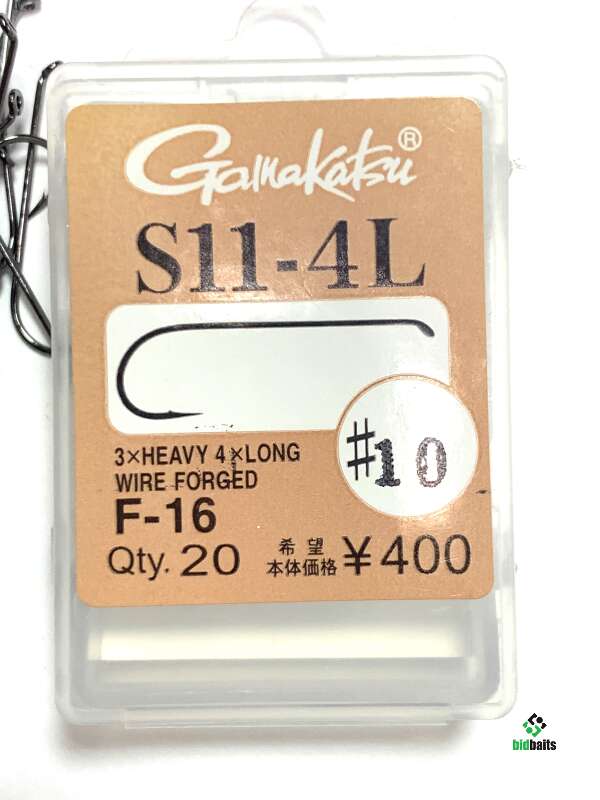 Gamakatsu®
S11-4L
#10
3×HEAVY 4×LONG
WIRE FORGED
F-16
Qty. 20
希望
本体価格 ¥400
bidbaits